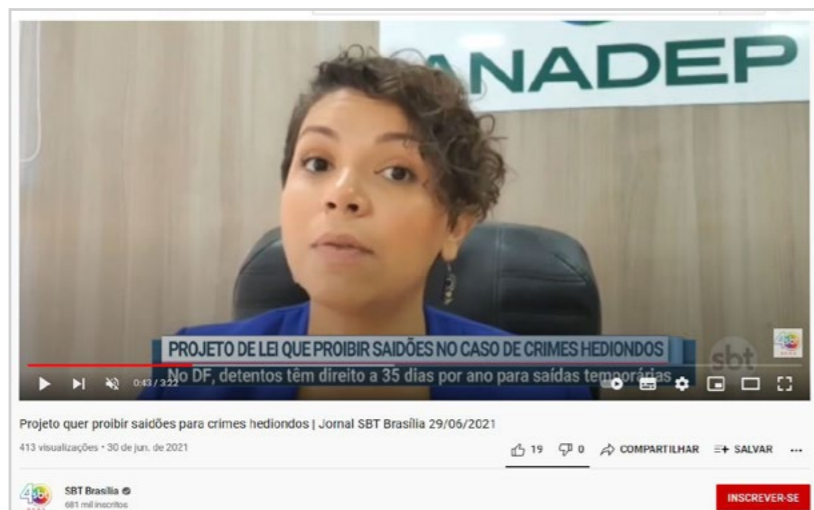 ANADEP
PROJETO DE LEI QUE PROIBIR SAIDÕES NO CASO DE CRIMES HEDIONDOS
sbt
No DF, detentos têm direito a 35 dias por ano para saídas temporárias
0:43 / 3:22
Projeto quer proibir saidões para crimes hediondos | Jornal SBT Brasília 29/06/2021
413 visualizações • 30 de jun. de 2021
19 0 COMPARTILHAR SALVAR
SBT Brasília
681 mil inscritos
INSCREVER-SE